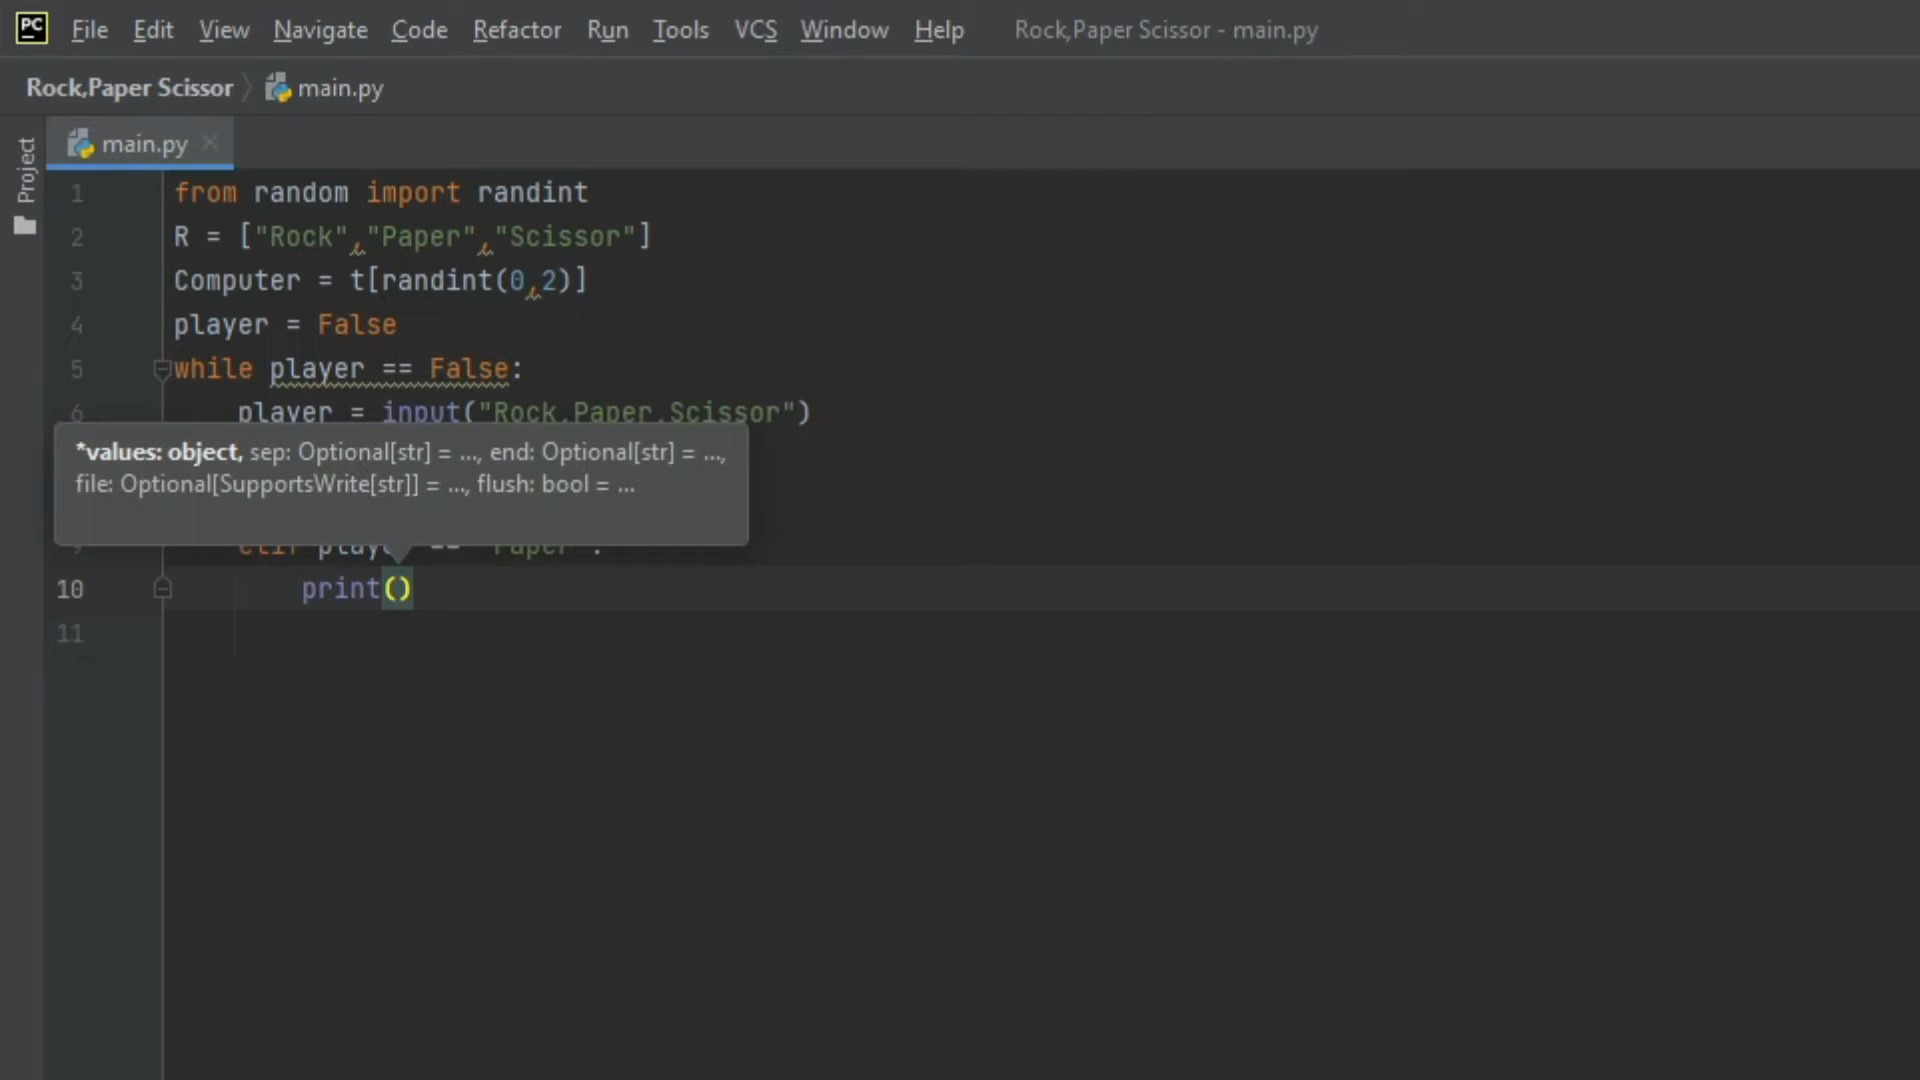 PC File Edit View Navigate Code Refactor Run Tools VCS Window Help Rock,Paper Scissor - main.py
Rock,Paper Scissor main.py
Project
main.py
1 from random import randint
2 R = ["Rock","Paper","Scissor"]
3 Computer = t[randint(0,2)]
4 player = False
5 while player == False:
6 player = input("Rock,Paper,Scissor")
*values: object, sep: Optional[str] = ..., end: Optional[str] = ...,
file: Optional[SupportsWrite[str]] = ..., flush: bool = ...
9 elif player == "Paper":
10 print()
11